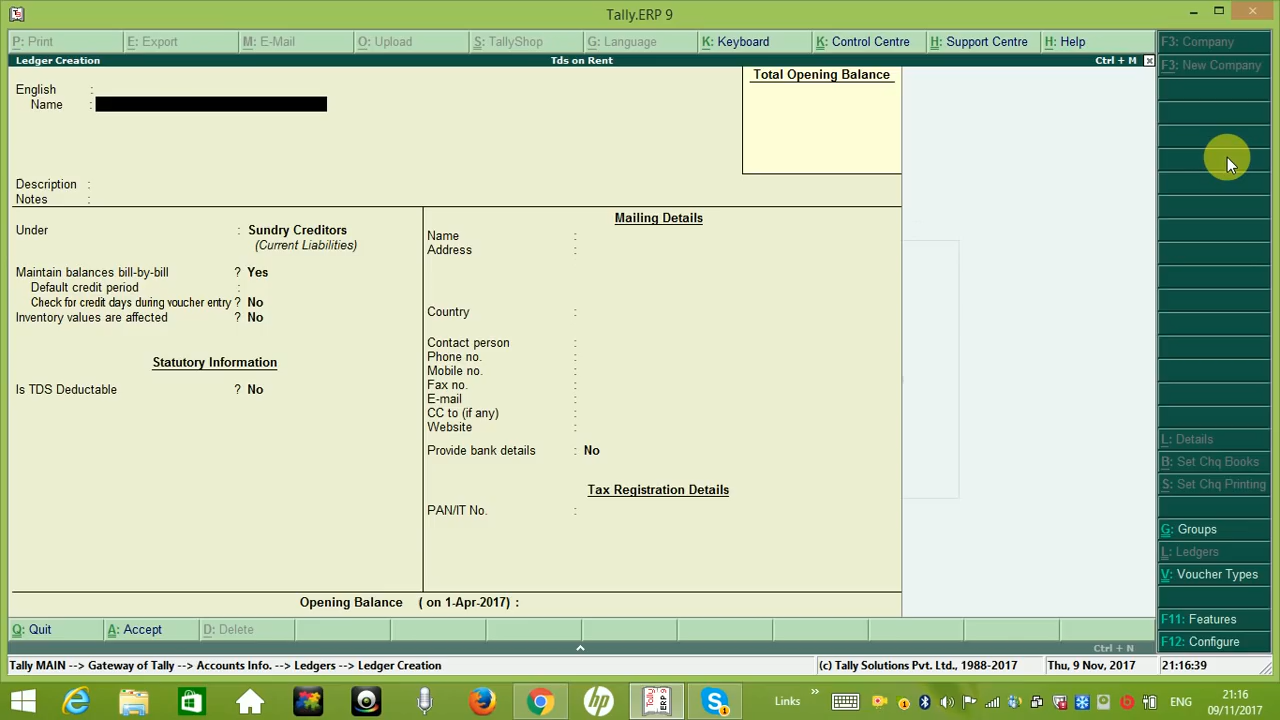 Tally.ERP 9
P: Print E: Export M: E-Mail O: Upload S: TallyShop G: Language K: Keyboard K: Control Centre H: Support Centre H: Help F3: Company
Ledger Creation Tds on Rent Ctrl + M
F3: New Company
Total Opening Balance
English :
Name :
Description :
Notes :
Under : Sundry Creditors
(Current Liabilities)
Maintain balances bill-by-bill ? Yes
Default credit period :
Check for credit days during voucher entry ? No
Inventory values are affected ? No
Statutory Information
Is TDS Deductable ? No
Mailing Details
Name :
Address :
Country :
Contact person :
Phone no. :
Mobile no. :
Fax no. :
E-mail :
CC to (if any) :
Website :
Provide bank details : No
Tax Registration Details
PAN/IT No. :
Opening Balance ( on 1-Apr-2017) :
L: Details
B: Set Chq Books
S: Set Chq Printing
G: Groups
L: Ledgers
V: Voucher Types
F11: Features
F12: Configure
Q: Quit A: Accept D: Delete
Ctrl + N
Tally MAIN --> Gateway of Tally --> Accounts Info. --> Ledgers --> Ledger Creation (c) Tally Solutions Pvt. Ltd., 1988-2017 Thu, 9 Nov, 2017 21:16:39
Links » ENG 21:16
09/11/2017